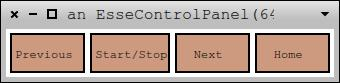 an EsseControlPanel(64
Previous Start/Stop Next Home